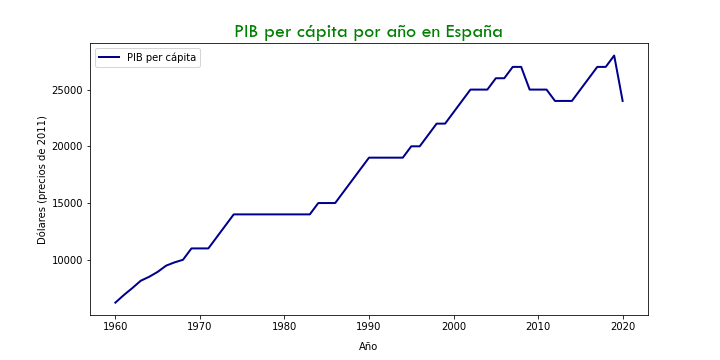 PIB per cápita por año en España
PIB per cápita
Dólares (precios de 2011)
25000
20000
15000
10000
1960 1970 1980 1990 2000 2010 2020
Año